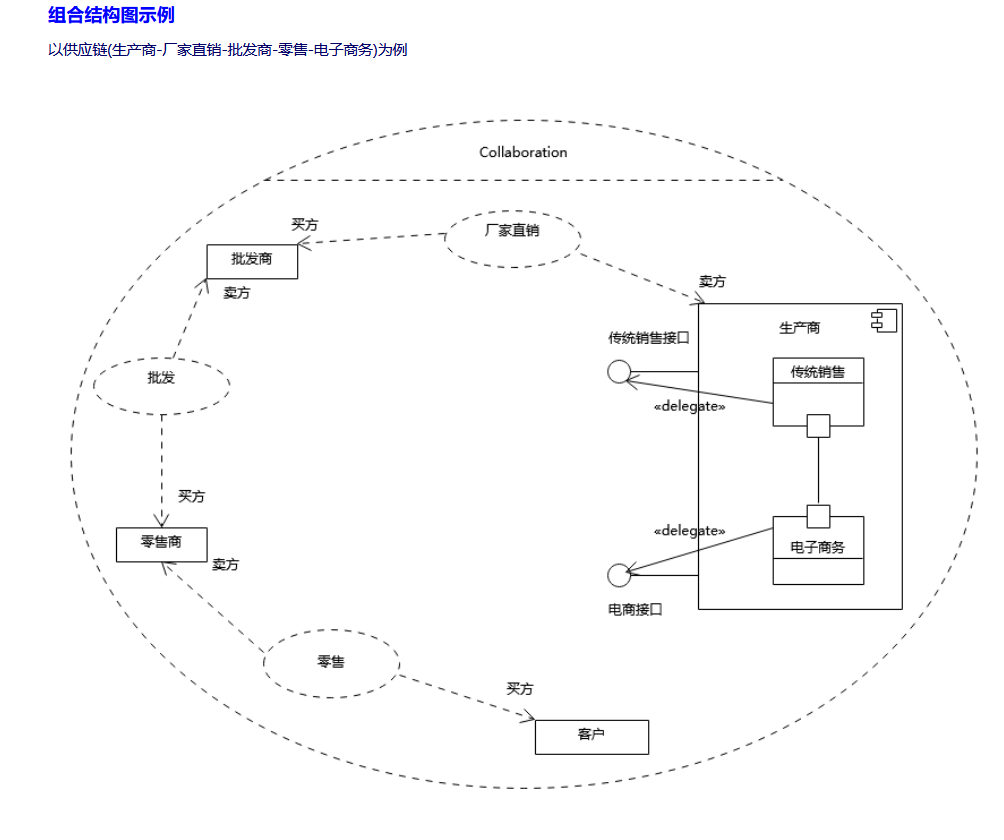 组合结构图示例
以供应链(生产商-厂家直销-批发商-零售-电子商务)为例
Collaboration
买方
厂家直销
批发商
卖方
卖方
生产商
传统销售接口
传统销售
批发
«delegate»
买方
«delegate»
零售商
电子商务
卖方
电商接口
零售
买方
客户